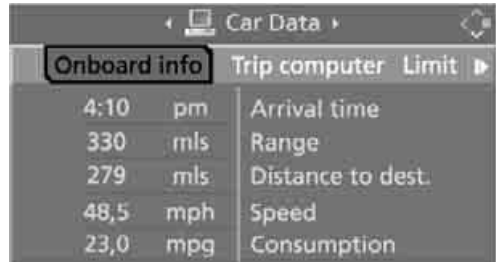 Car Data
Onboard info Trip computer Limit
4:10 pm Arrival time
330 mls Range
279 mls Distance to dest.
48,5 mph Speed
23,0 mpg Consumption